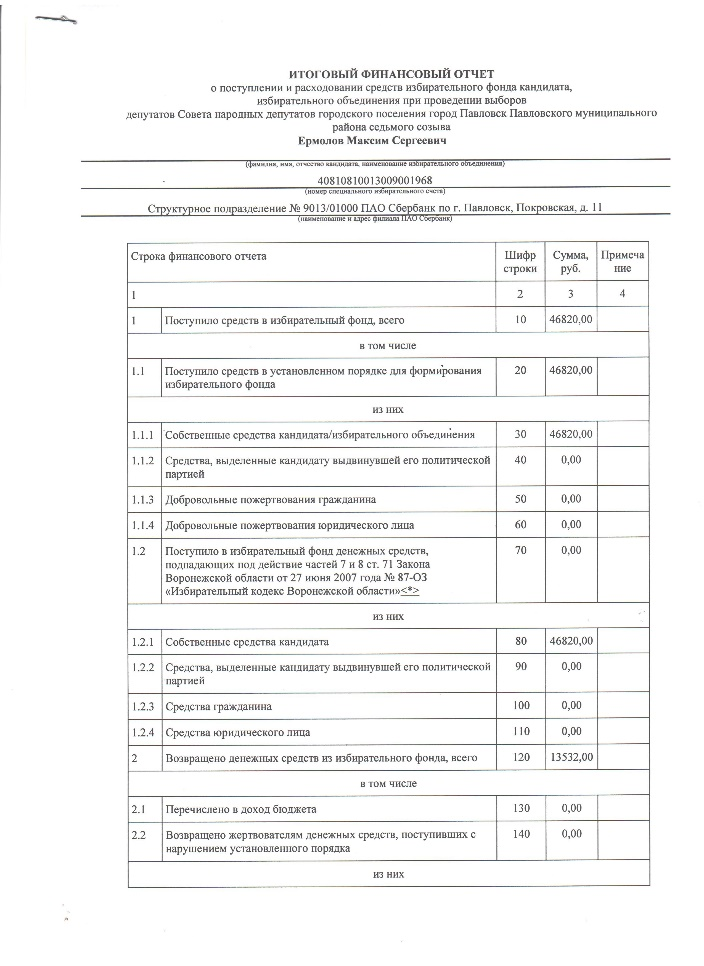 ИТОГОВЫЙ ФИНАНСОВЫЙ ОТЧЕТ
о поступлении и расходовании средств избирательного фонда кандидата,
избирательного объединения при проведении выборов
депутатов Совета народных депутатов городского поселения город Павловск Павловского муниципального
района седьмого созыва
Ермолов Максим Сергеевич
(фамилия, имя, отчество кандидата, наименование избирательного объединения)
40810810013009001968
(номер специального избирательного счета)
Структурное подразделение № 9013/01000 ПАО Сбербанк по г. Павловск, Покровская, д. 11
(наименование и адрес филиала ПАО Сбербанк)
Строка финансового отчета Шифр строки Сумма, руб. Примеча ние
1 2 3 4
1 Поступило средств в избирательный фонд, всего 10 46820,00
в том числе
1.1 Поступило средств в установленном порядке для формирования 20 46820,00
избирательного фонда
из них
1.1.1 Собственные средства кандидата/избирательного объединения 30 46820,00
1.1.2 Средства, выделенные кандидату выдвинувшей его политической 40 0,00
партией
1.1.3 Добровольные пожертвования гражданина 50 0,00
1.1.4 Добровольные пожертвования юридического лица 60 0,00
1.2 Поступило в избирательный фонд денежных средств, 70 0,00
подпадающих под действие частей 7 и 8 ст. 71 Закона
Воронежской области от 27 июня 2007 года № 87-ОЗ
«Избирательный кодекс Воронежской области»<*>
из них
1.2.1 Собственные средства кандидата 80 46820,00
1.2.2 Средства, выделенные кандидату выдвинувшей его политической 90 0,00
партией
1.2.3 Средства гражданина 100 0,00
1.2.4 Средства юридического лица 110 0,00
2 Возвращено денежных средств из избирательного фонда, всего 120 13532,00
в том числе
2.1 Перечислено в доход бюджета 130 0,00
2.2 Возвращено жертвователям денежных средств, поступивших с 140 0,00
нарушением установленного порядка
из них